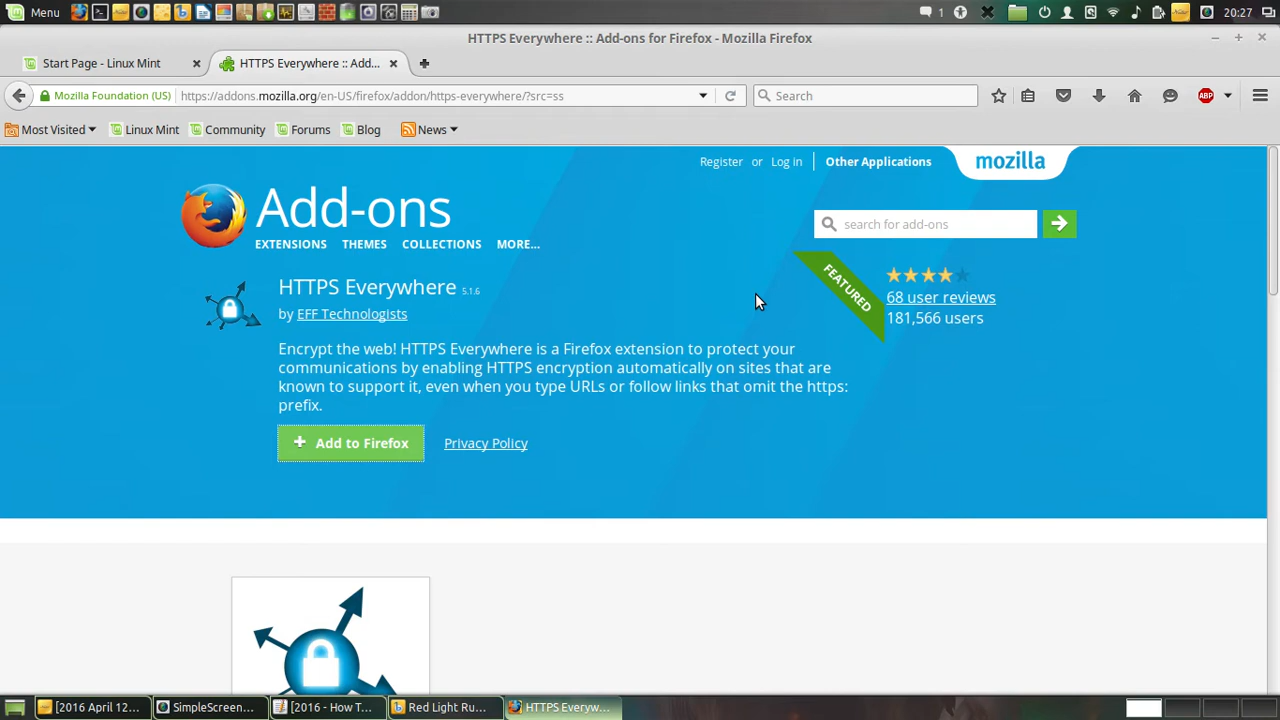 Menu
1
20:27
HTTPS Everywhere :: Add-ons for Firefox - Mozilla Firefox
Start Page - Linux Mint
HTTPS Everywhere :: Add...
Mozilla Foundation (US)
https://addons.mozilla.org/en-US/firefox/addon/https-everywhere/?src=ss
Search
ABP
Most Visited
Linux Mint
Community
Forums
Blog
News
Register or Log in
Other Applications
mozilla
Add-ons
search for add-ons
EXTENSIONS THEMES COLLECTIONS MORE...
HTTPS Everywhere 5.1.6
FEATURED
68 user reviews
by EFF Technologists
181,566 users
Encrypt the web! HTTPS Everywhere is a Firefox extension to protect your
communications by enabling HTTPS encryption automatically on sites that are
known to support it, even when you type URLs or follow links that omit the https:
prefix.
Add to Firefox
Privacy Policy
[2016 April 12...
SimpleScreen...
[2016 - How T...
Red Light Ru...
HTTPS Everyw...